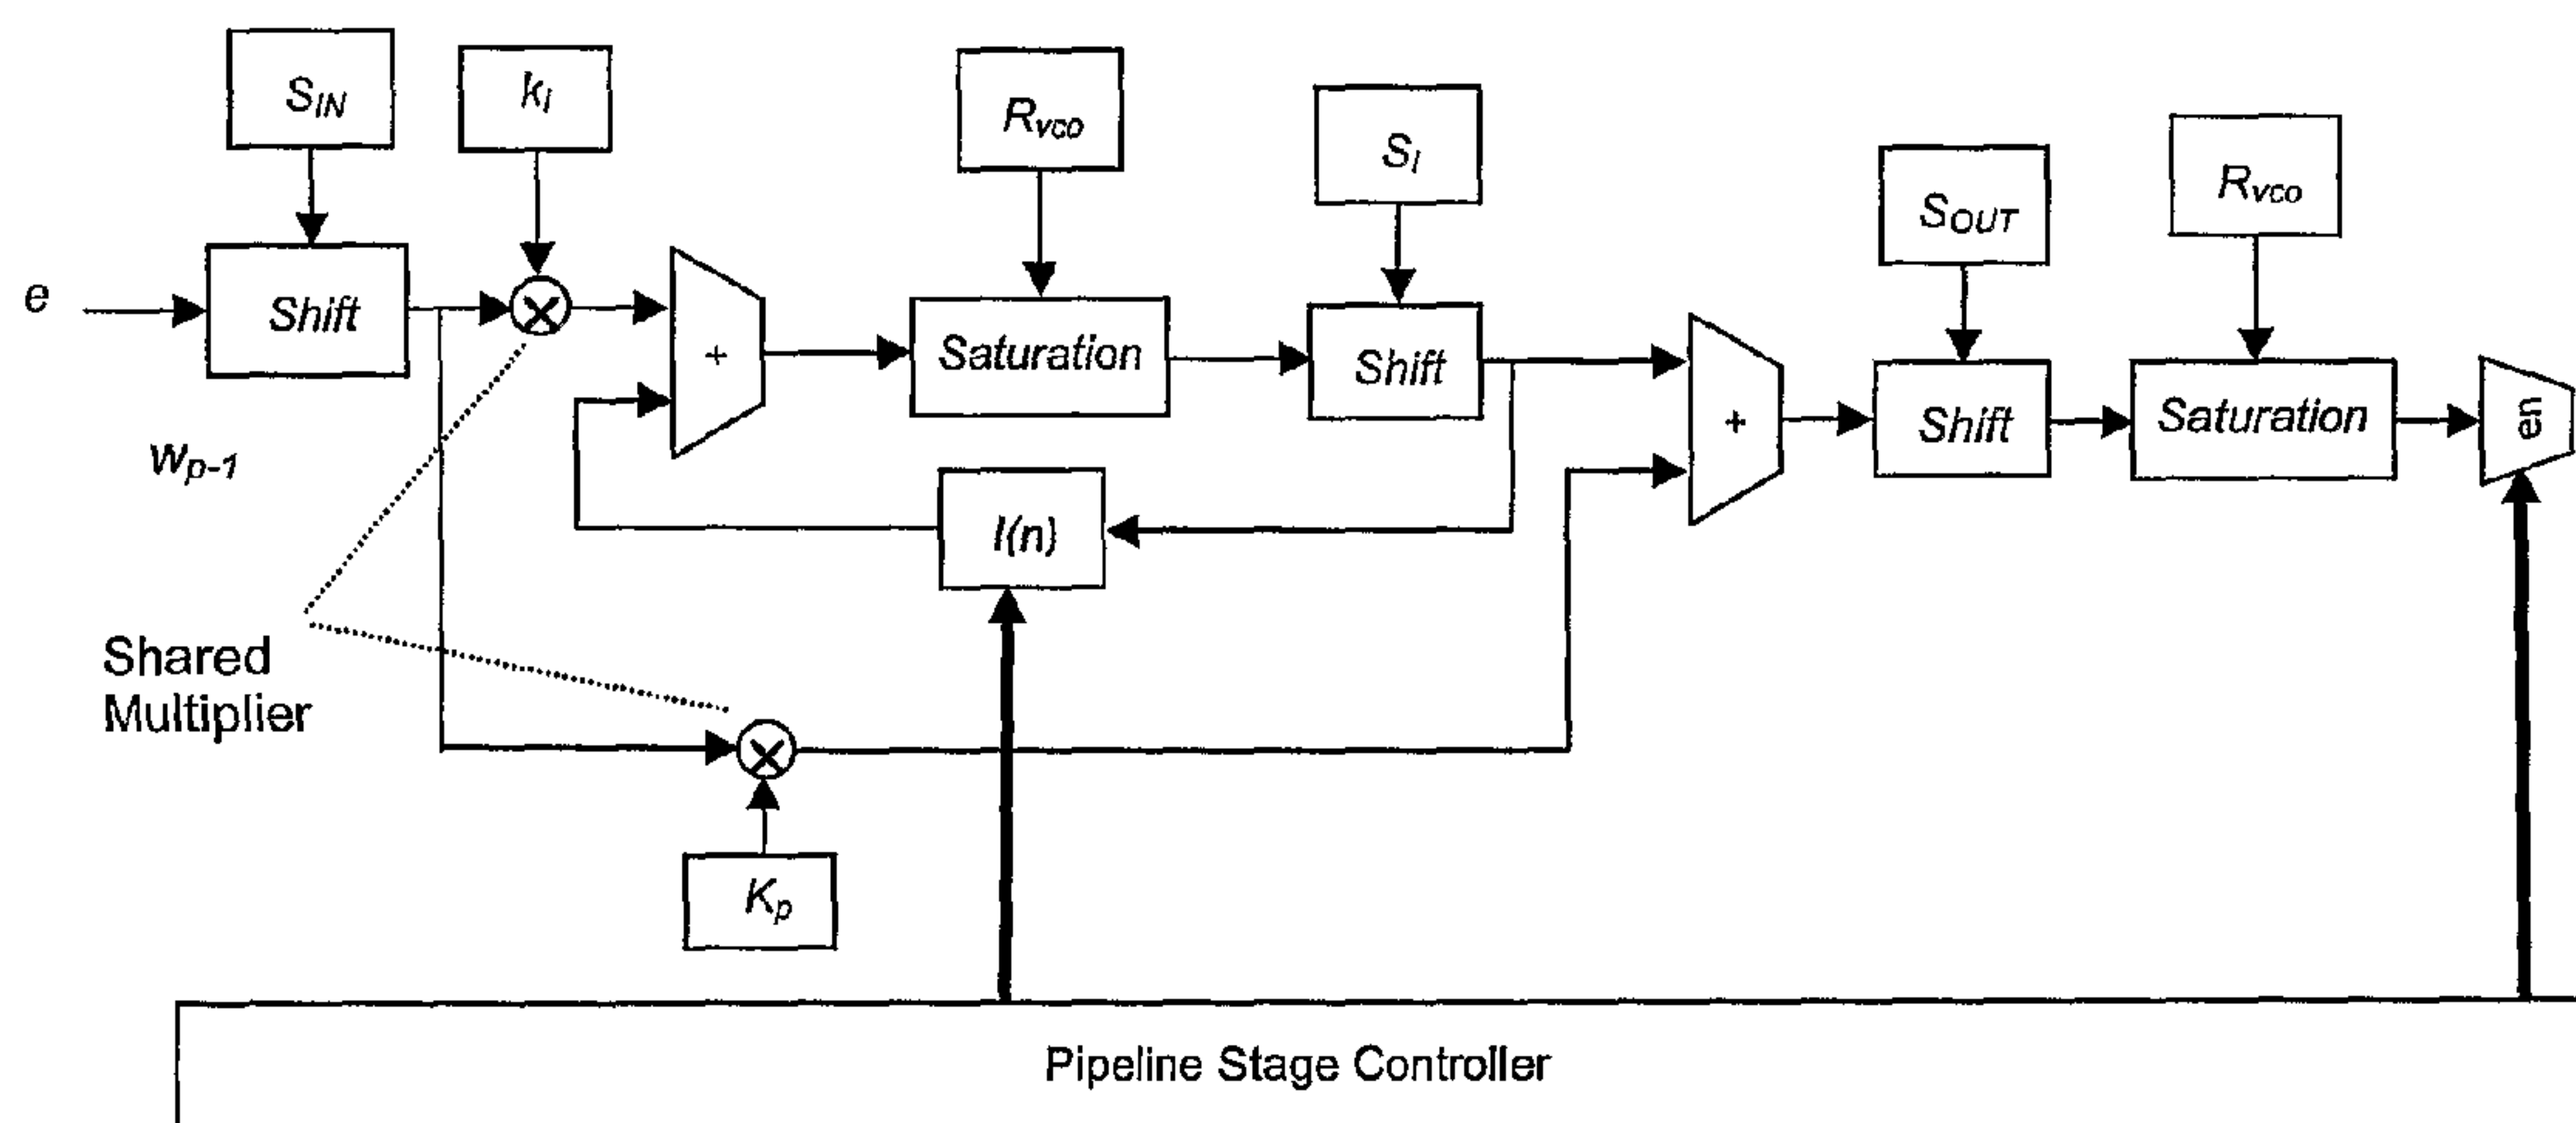 S_IN
k_I
R_vco
S_I
S_OUT
R_vco
e
Shift
+
Saturation
Shift
+
Shift
Saturation
en
w_p-1
I(n)
Shared
Multiplier
K_p
Pipeline Stage Controller